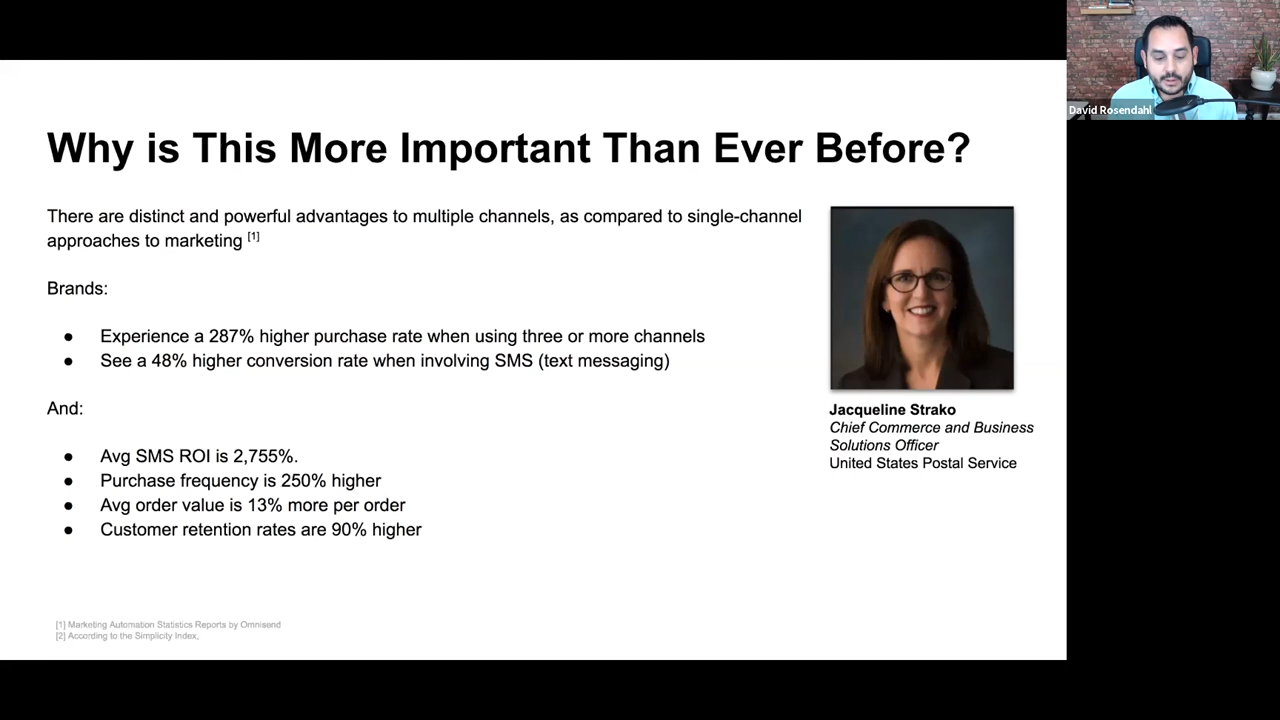 Why is This More Important Than Ever Before?
There are distinct and powerful advantages to multiple channels, as compared to single-channel
approaches to marketing [1]
Brands:
● Experience a 287% higher purchase rate when using three or more channels
● See a 48% higher conversion rate when involving SMS (text messaging)
And:
● Avg SMS ROI is 2,755%.
● Purchase frequency is 250% higher
● Avg order value is 13% more per order
● Customer retention rates are 90% higher
Jacqueline Strako
Chief Commerce and Business
Solutions Officer
United States Postal Service
[1] Marketing Automation Statistics Reports by Omnisend
[2] According to the Simplicity Index,
David Rosendahl